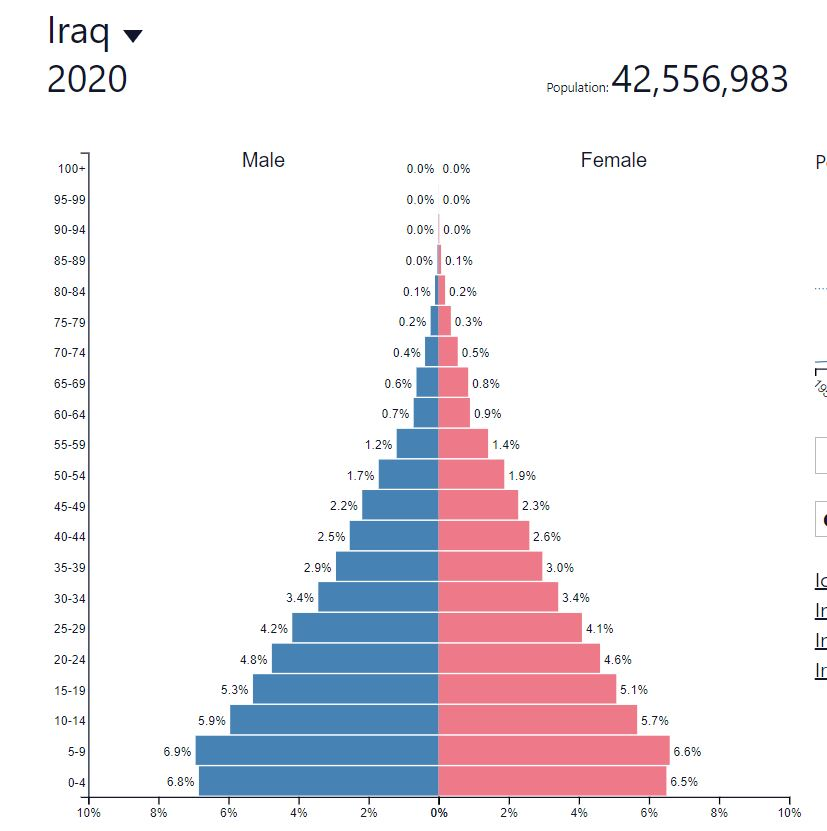 Iraq
2020
Population: 42,556,983
Male Female
100+ 0.0% 0.0%
95-99 0.0% 0.0%
90-94 0.0% 0.0%
85-89 0.0% 0.1%
80-84 0.1% 0.2%
75-79 0.2% 0.3%
70-74 0.4% 0.5%
65-69 0.6% 0.8%
60-64 0.7% 0.9%
55-59 1.2% 1.4%
50-54 1.7% 1.9%
45-49 2.2% 2.3%
40-44 2.5% 2.6%
35-39 2.9% 3.0%
30-34 3.4% 3.4%
25-29 4.2% 4.1%
20-24 4.8% 4.6%
15-19 5.3% 5.1%
10-14 5.9% 5.7%
5-9 6.9% 6.6%
0-4 6.8% 6.5%
10% 8% 6% 4% 2% 0% 2% 4% 6% 8% 10%